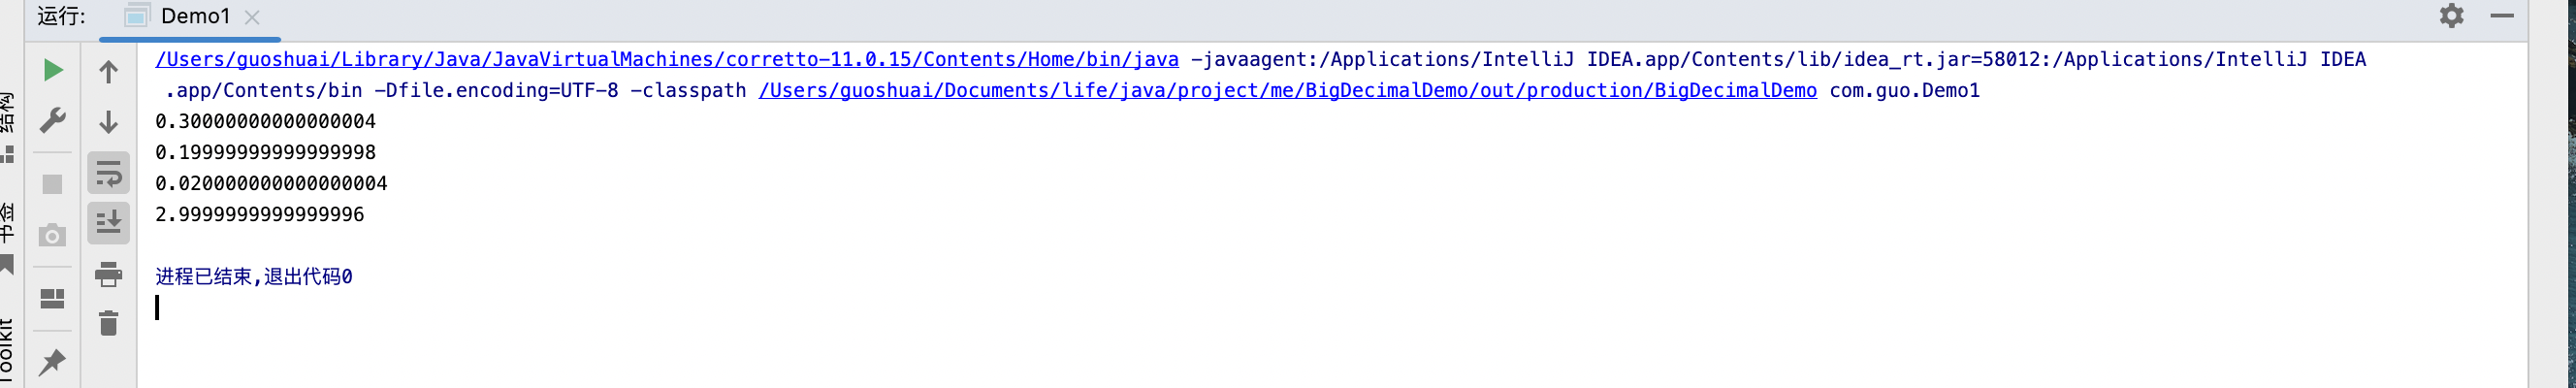 运行: Demo1
/Users/guoshuai/Library/Java/JavaVirtualMachines/corretto-11.0.15/Contents/Home/bin/java -javaagent:/Applications/IntelliJ IDEA.app/Contents/lib/idea_rt.jar=58012:/Applications/IntelliJ IDEA
.app/Contents/bin -Dfile.encoding=UTF-8 -classpath /Users/guoshuai/Documents/life/java/project/me/BigDecimalDemo/out/production/BigDecimalDemo com.guo.Demo1
0.30000000000000004
0.19999999999999998
0.020000000000000004
2.9999999999999996
进程已结束,退出代码0
结构
书签
Toolkit